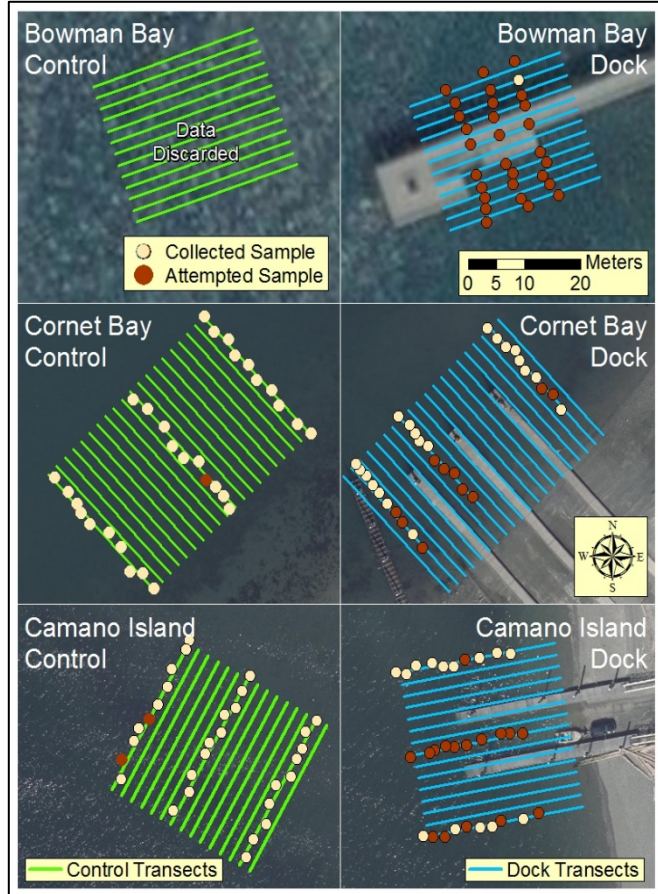 Bowman Bay
Control
Data
Discarded
Collected Sample
Attempted Sample
Bowman Bay
Dock
Meters
0 5 10 20
Cornet Bay
Control
Cornet Bay
Dock
N
W E
S
Camano Island
Control
Control Transects
Camano Island
Dock
Dock Transects